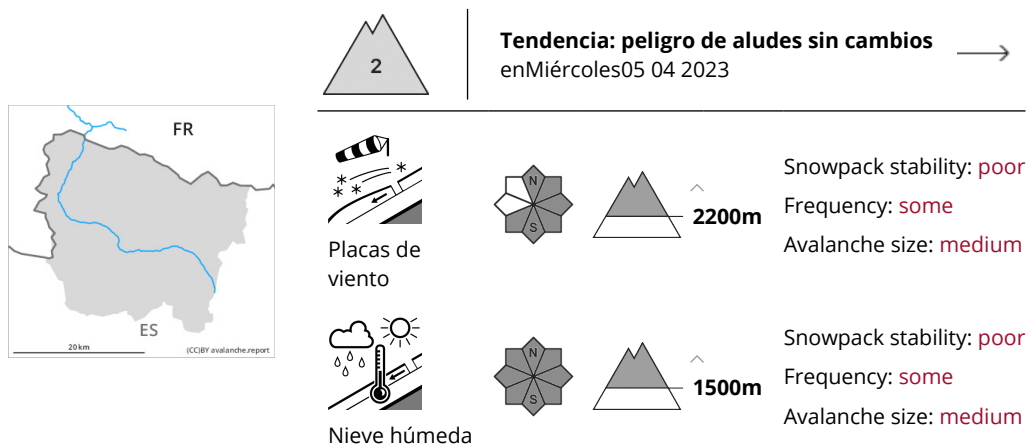 2
Tendencia: peligro de aludes sin cambios
enMiércoles05 04 2023
FR
ES
20 km
(CC)BY avalanche.report
N
S
2200m
Snowpack stability: poor
Frequency: some
Avalanche size: medium
Placas de
viento
N
S
1500m
Snowpack stability: poor
Frequency: some
Avalanche size: medium
Nieve húmeda